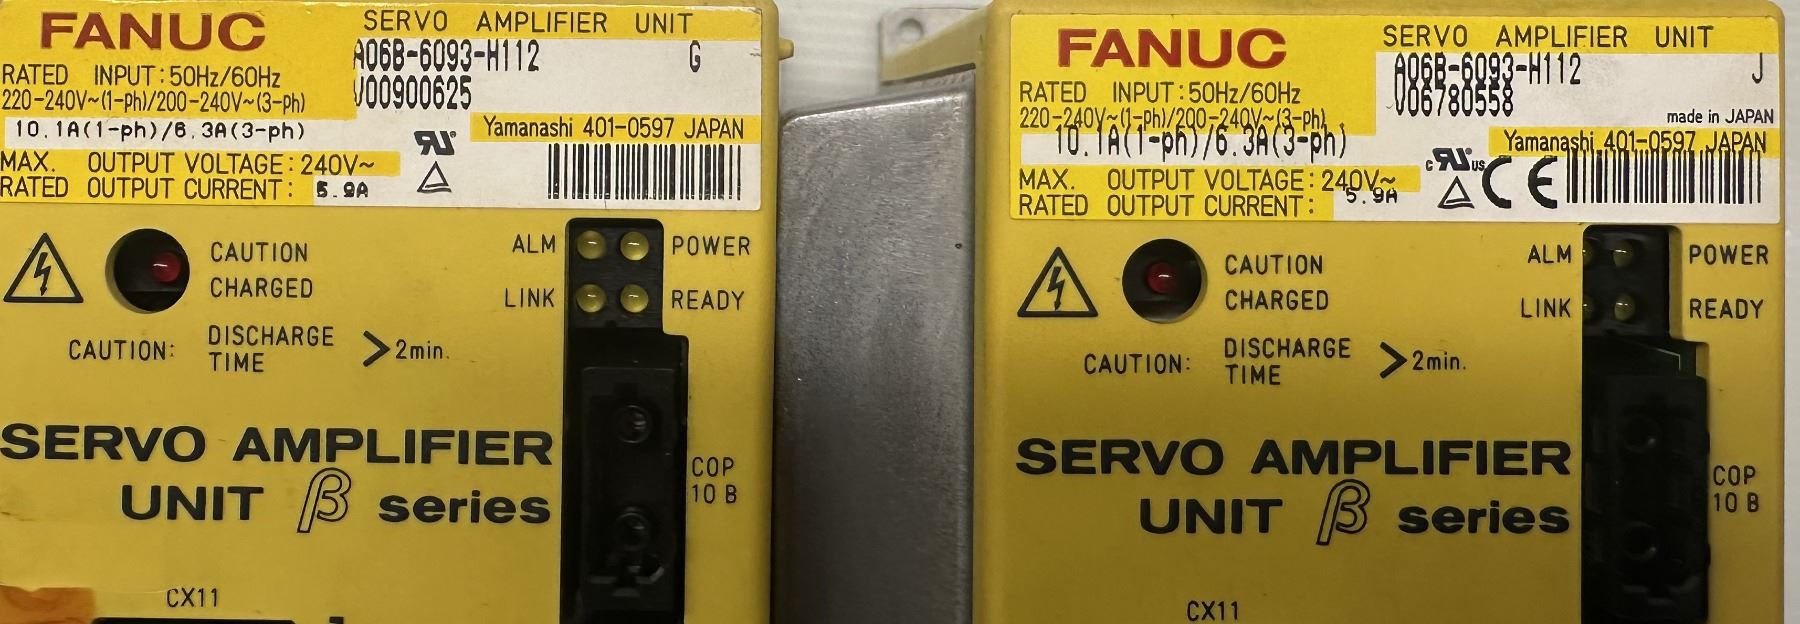 FANUC
SERVO AMPLIFIER UNIT
A06B-6093-H112 G
V00900625
RATED INPUT: 50Hz/60Hz
220-240V~(1-ph)/200-240V~(3-ph)
10.1A(1-ph)/6.3A(3-ph)
Yamanashi 401-0597 JAPAN
MAX. OUTPUT VOLTAGE: 240V~
RATED OUTPUT CURRENT: 5.9A
CAUTION
CHARGED
ALM POWER
LINK READY
CAUTION: DISCHARGE
TIME >2min.
SERVO AMPLIFIER
UNIT β series
COP
10 B
CX11
FANUC
SERVO AMPLIFIER UNIT
A06B-6093-H112 J
V06780558
made in JAPAN
RATED INPUT: 50Hz/60Hz
220-240V~(1-ph)/200-240V~(3-ph)
10.1A(1-ph)/6.3A(3-ph)
Yamanashi 401-0597 JAPAN
c RU us CE
MAX. OUTPUT VOLTAGE: 240V~
RATED OUTPUT CURRENT: 5.9A
CAUTION
CHARGED
ALM POWER
LINK READY
CAUTION: DISCHARGE
TIME >2min.
SERVO AMPLIFIER
UNIT β series
COP
10 B
CX11